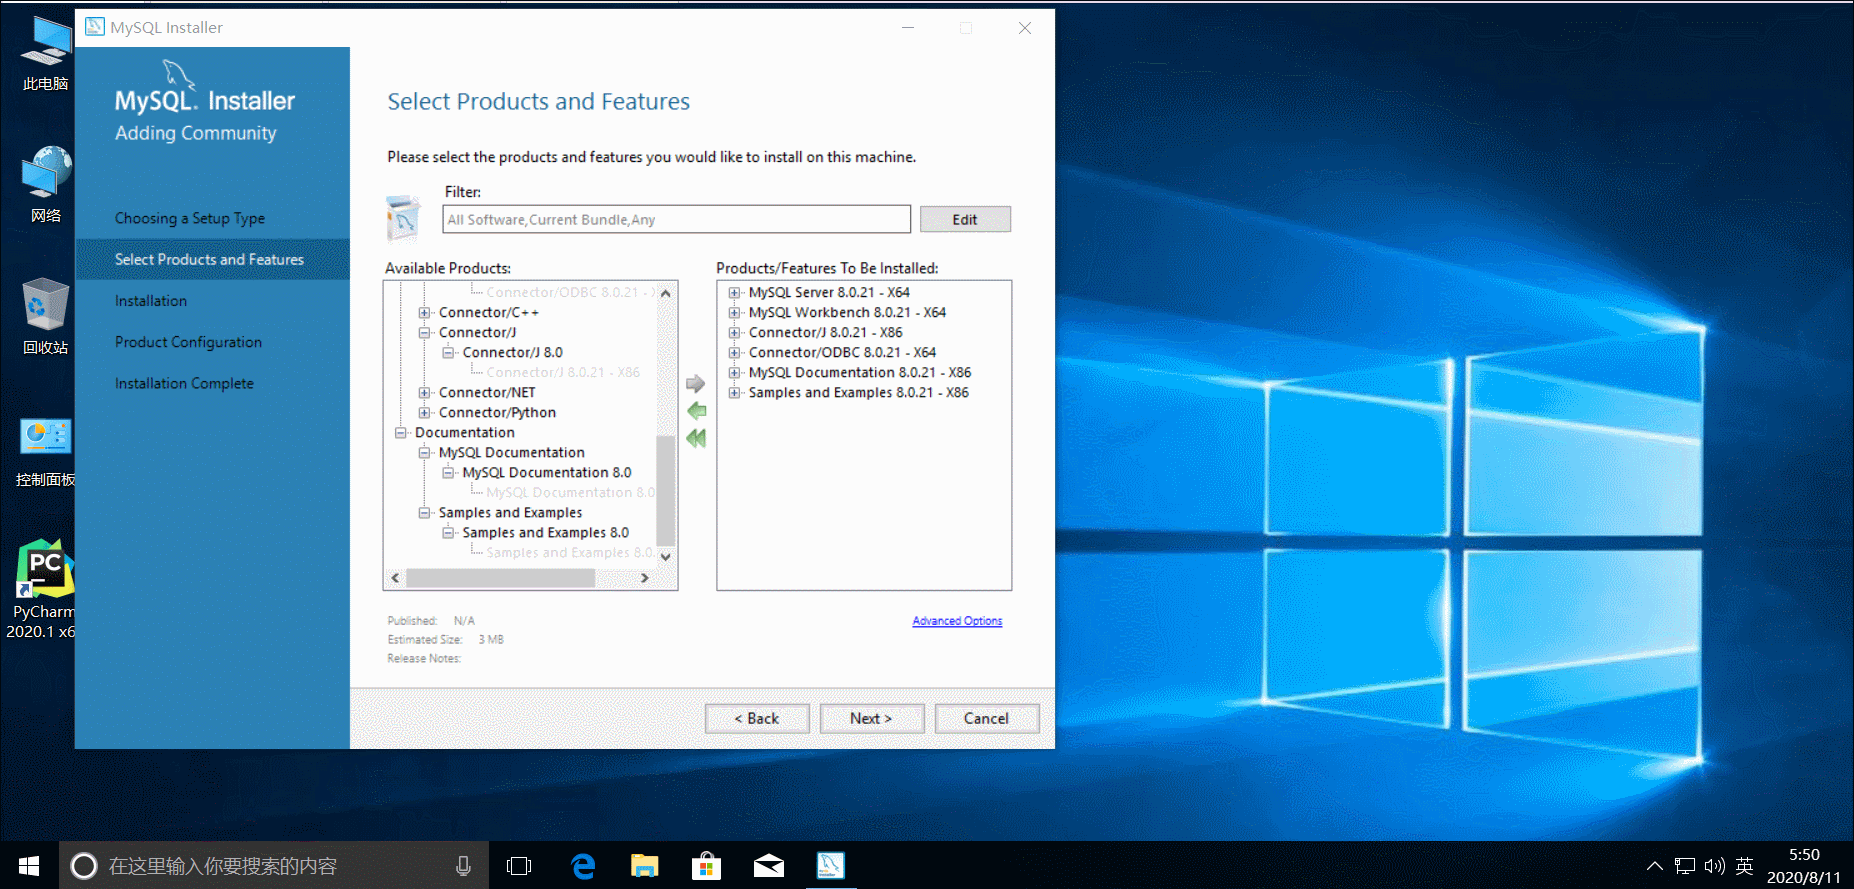 MySQL Installer
此电脑
网络
回收站
控制面板
PC
PyCharm
2020.1 x6
MySQL. Installer
Adding Community
Choosing a Setup Type
Select Products and Features
Installation
Product Configuration
Installation Complete
Select Products and Features
Please select the products and features you would like to install on this machine.
Filter:
All Software,Current Bundle,Any
Edit
Available Products:
Connector/ODBC 8.0.21 - X
Connector/C++
Connector/J
Connector/J 8.0
Connector/J 8.0.21 - X86
Connector/NET
Connector/Python
Documentation
MySQL Documentation
MySQL Documentation 8.0
MySQL Documentation 8.0
Samples and Examples
Samples and Examples 8.0
Samples and Examples 8.0.
Products/Features To Be Installed:
MySQL Server 8.0.21 - X64
MySQL Workbench 8.0.21 - X64
Connector/J 8.0.21 - X86
Connector/ODBC 8.0.21 - X64
MySQL Documentation 8.0.21 - X86
Samples and Examples 8.0.21 - X86
Published: N/A
Estimated Size: 3 MB
Release Notes:
Advanced Options
< Back
Next >
Cancel
在这里输入你要搜索的内容
Installer
英
5:50
2020/8/11